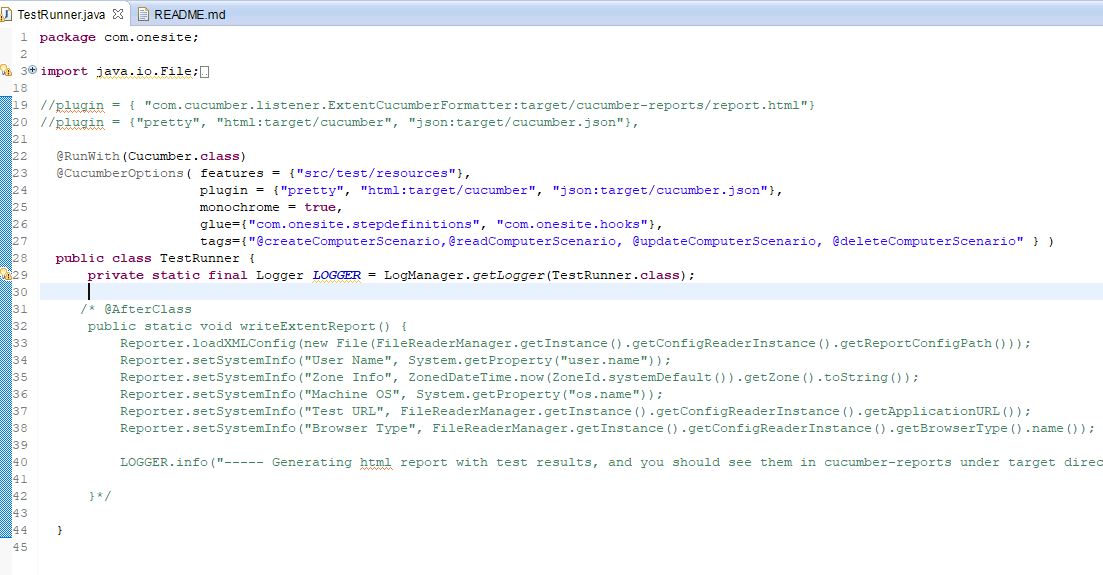 TestRunner.java README.md
1 package com.onesite;
2
3 import java.io.File;
18
19 //plugin = { "com.cucumber.listener.ExtentCucumberFormatter:target/cucumber-reports/report.html"}
20 //plugin = {"pretty", "html:target/cucumber", "json:target/cucumber.json"},
21
22 @RunWith(Cucumber.class)
23 @CucumberOptions( features = {"src/test/resources"},
24 plugin = {"pretty", "html:target/cucumber", "json:target/cucumber.json"},
25 monochrome = true,
26 glue={"com.onesite.stepdefinitions", "com.onesite.hooks"},
27 tags={"@createComputerScenario,@readComputerScenario, @updateComputerScenario, @deleteComputerScenario" } )
28 public class TestRunner {
29 private static final Logger LOGGER = LogManager.getLogger(TestRunner.class);
30
31 /* @AfterClass
32 public static void writeExtentReport() {
33 Reporter.loadXMLConfig(new File(FileReaderManager.getInstance().getConfigReaderInstance().getReportConfigPath()));
34 Reporter.setSystemInfo("User Name", System.getProperty("user.name"));
35 Reporter.setSystemInfo("Zone Info", ZonedDateTime.now(ZoneId.systemDefault()).getZone().toString());
36 Reporter.setSystemInfo("Machine OS", System.getProperty("os.name"));
37 Reporter.setSystemInfo("Test URL", FileReaderManager.getInstance().getConfigReaderInstance().getApplicationURL());
38 Reporter.setSystemInfo("Browser Type", FileReaderManager.getInstance().getConfigReaderInstance().getBrowserType().name());
39
40 LOGGER.info("----- Generating html report with test results, and you should see them in cucumber-reports under target direc
41
42 }*/
43
44 }
45